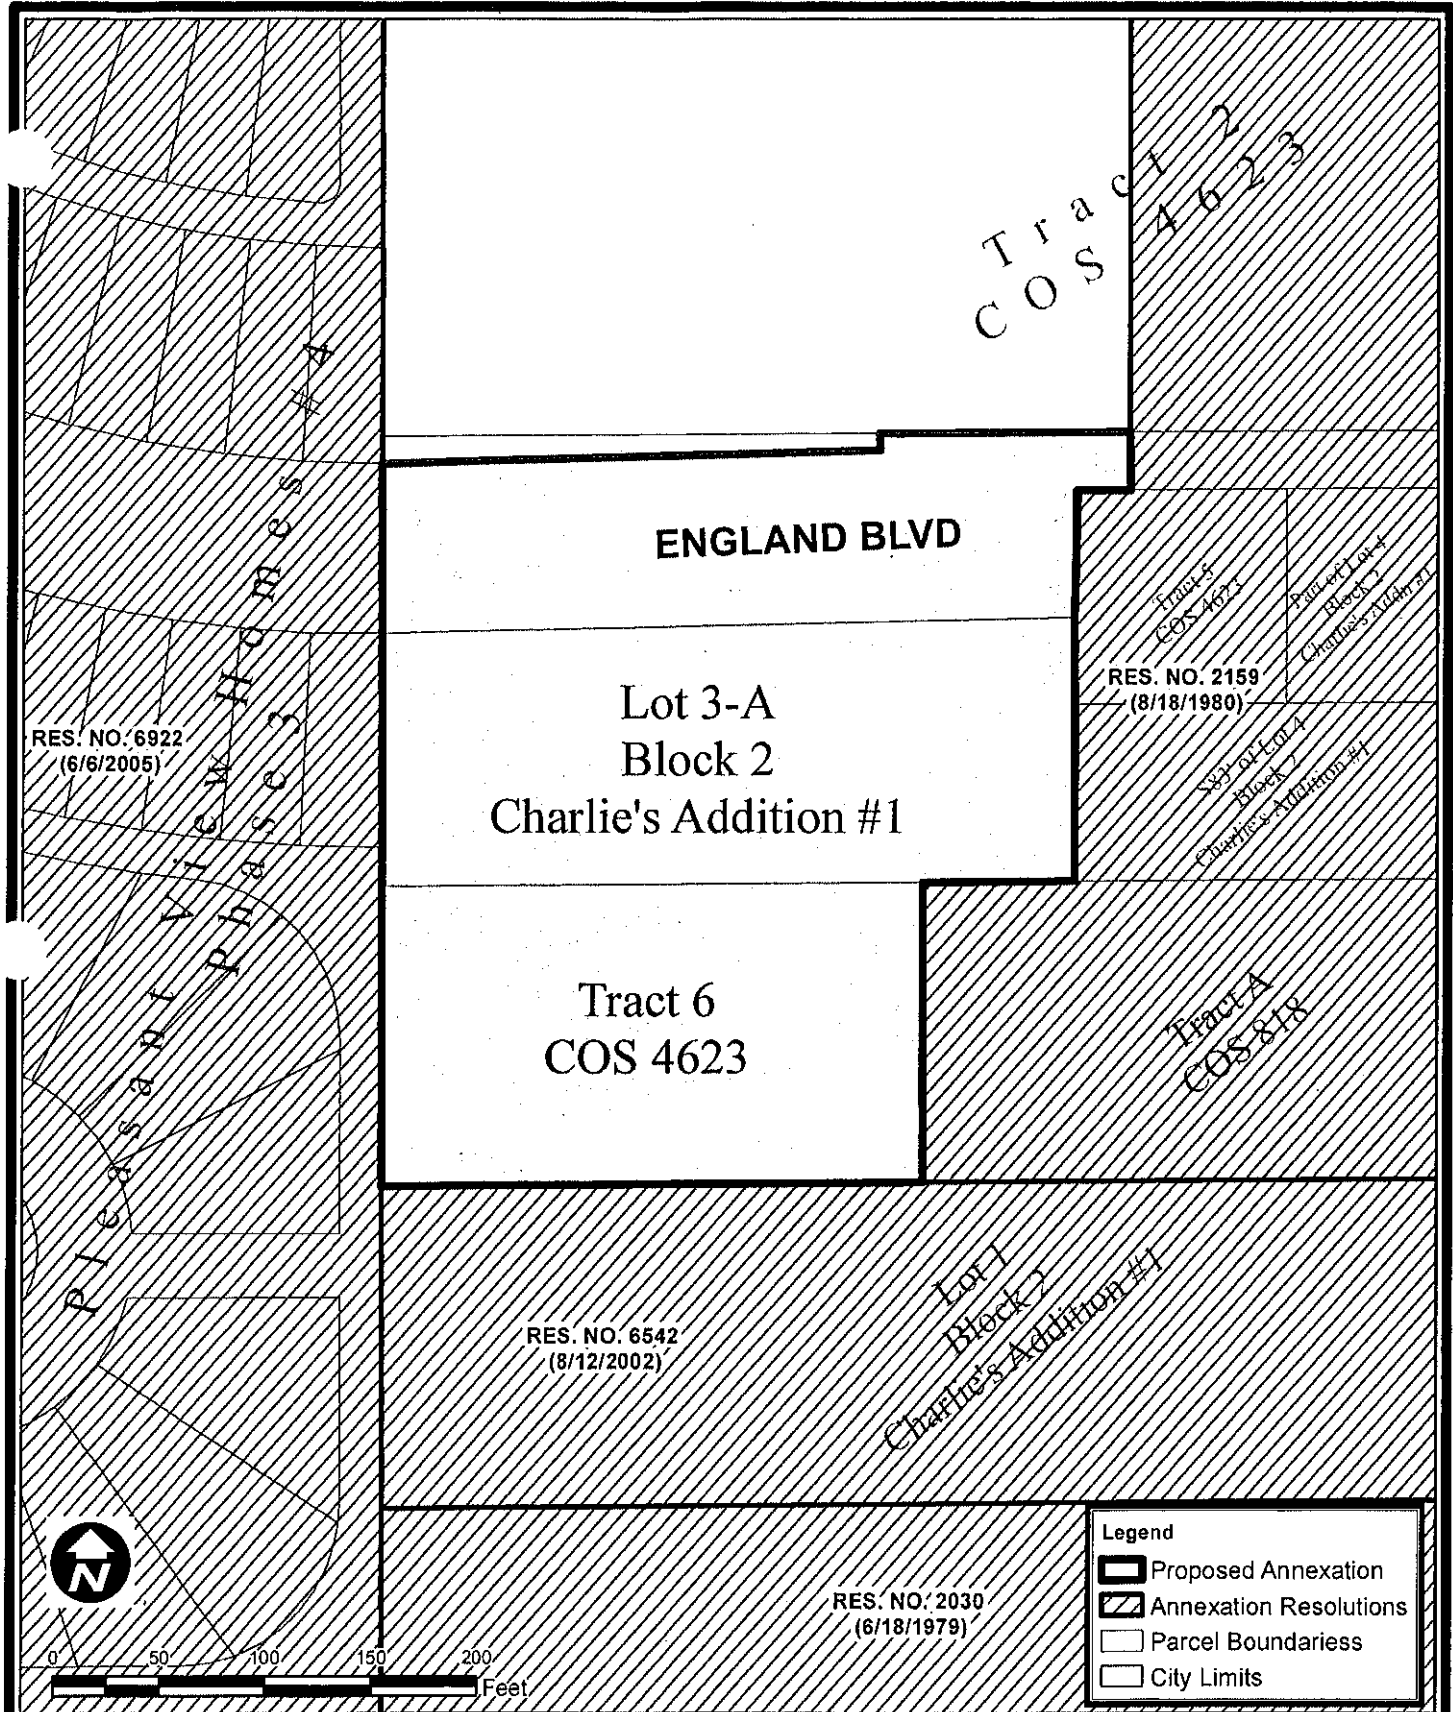 Tract 2
COS 4623
Pleasant View Homes #4
Phase 3
ENGLAND BLVD
Tract 5
COS 4623
Part of Lot 4
Block 2
Charlie's Addn #1
RES. NO. 2159
(8/18/1980)
Lot 3-A
Block 2
Charlie's Addition #1
RES. NO. 6922
(6/6/2005)
S83' of Lot 4
Block 2
Charlie's Addition #1
Tract 6
COS 4623
Tract A
COS 818
Lot 1
Block 2
Charlie's Addition #1
RES. NO. 6542
(8/12/2002)
RES. NO. 2030
(6/18/1979)
N
0 50 100 150 200
Feet
Legend
Proposed Annexation
Annexation Resolutions
Parcel Boundariess
City Limits